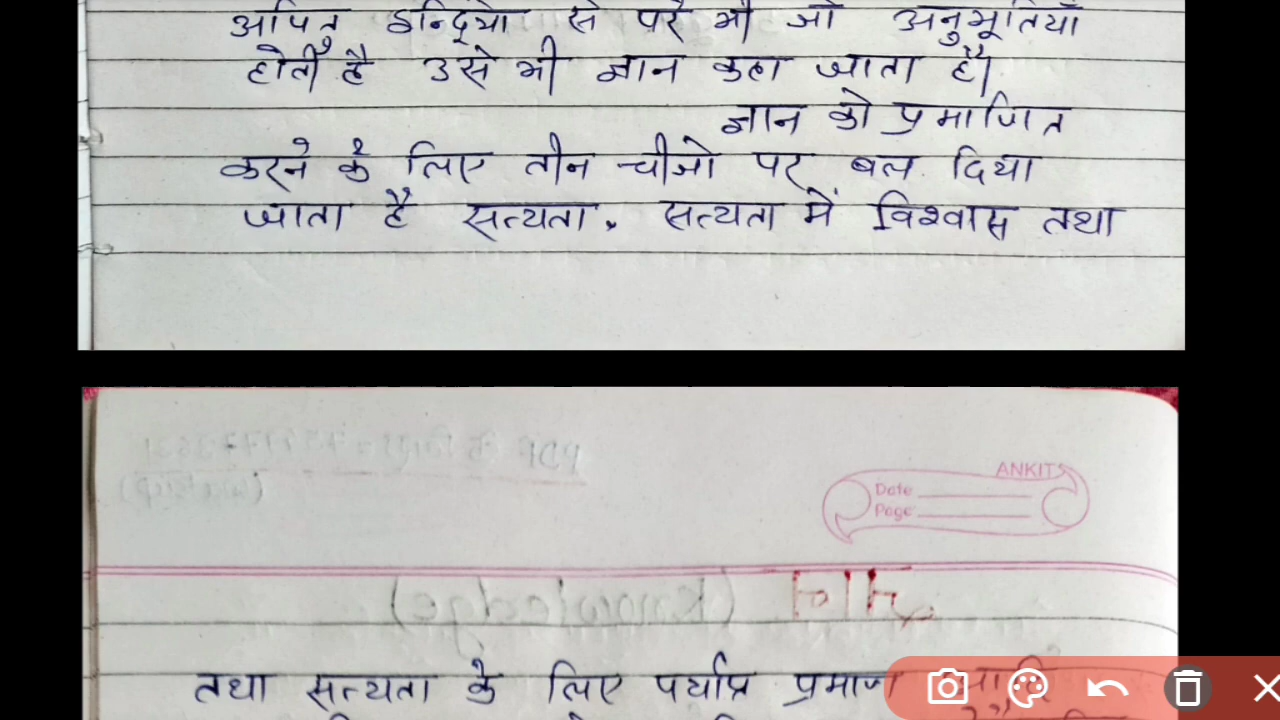 अपितु इन्द्रियो से परे भी जो अनुभूतियाँ
होती है उसे भी ज्ञान कहा जाता है।
ज्ञान को प्रमाणित
करने के लिए तीन चीजो पर बल दिया
जाता है सत्यता, सत्यता में विश्वास तथा
ANKIT
Date
Page
तथा सत्यता के लिए पर्याप्त प्रमाण